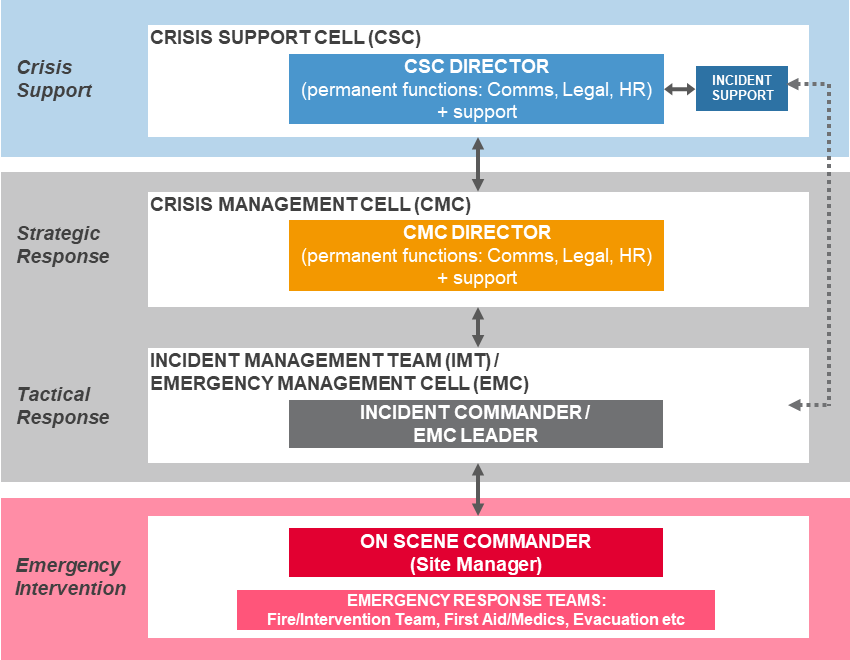 CRISIS SUPPORT CELL (CSC)
Crisis
Support
CSC DIRECTOR
(permanent functions: Comms, Legal, HR)
+ support
INCIDENT
SUPPORT
CRISIS MANAGEMENT CELL (CMC)
Strategic
Response
CMC DIRECTOR
(permanent functions: Comms, Legal, HR)
+ support
INCIDENT MANAGEMENT TEAM (IMT) /
EMERGENCY MANAGEMENT CELL (EMC)
Tactical
Response
INCIDENT COMMANDER /
EMC LEADER
Emergency
Intervention
ON SCENE COMMANDER
(Site Manager)
EMERGENCY RESPONSE TEAMS:
Fire/Intervention Team, First Aid/Medics, Evacuation etc